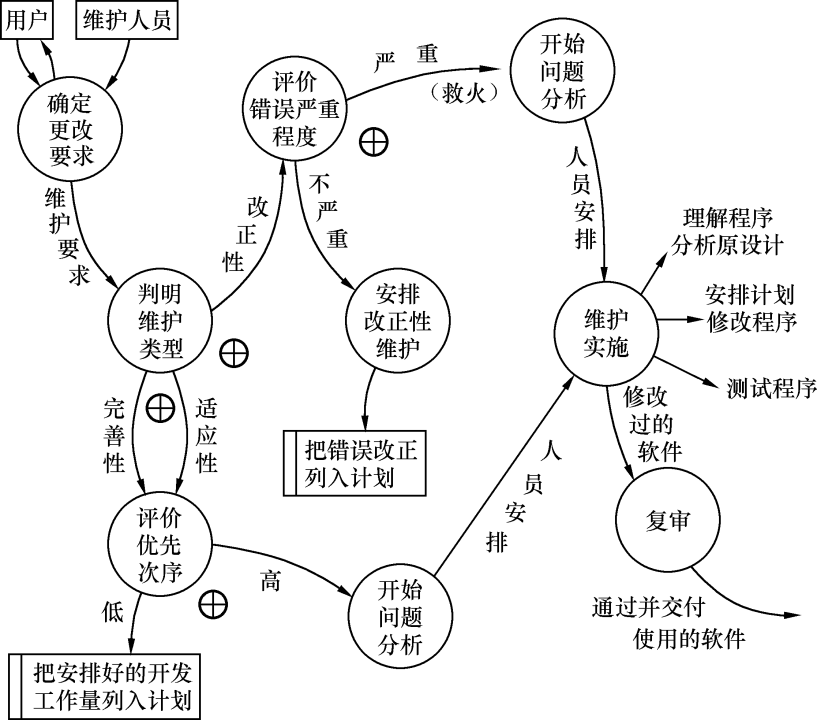 用户
维护人员
确定
更改
要求
维护要求
判明
维护
类型
改正性
评价
错误严重
程度
严重
（救火）
开始
问题
分析
人员安排
不严重
安排
改正性
维护
把错误改正
列入计划
完善性
适应性
评价
优先
次序
低
把安排好的开发
工作量列入计划
高
开始
问题
分析
人员安排
维护
实施
理解程序
分析原设计
安排计划
修改程序
测试程序
修改
过的
软件
复审
通过并交付
使用的软件